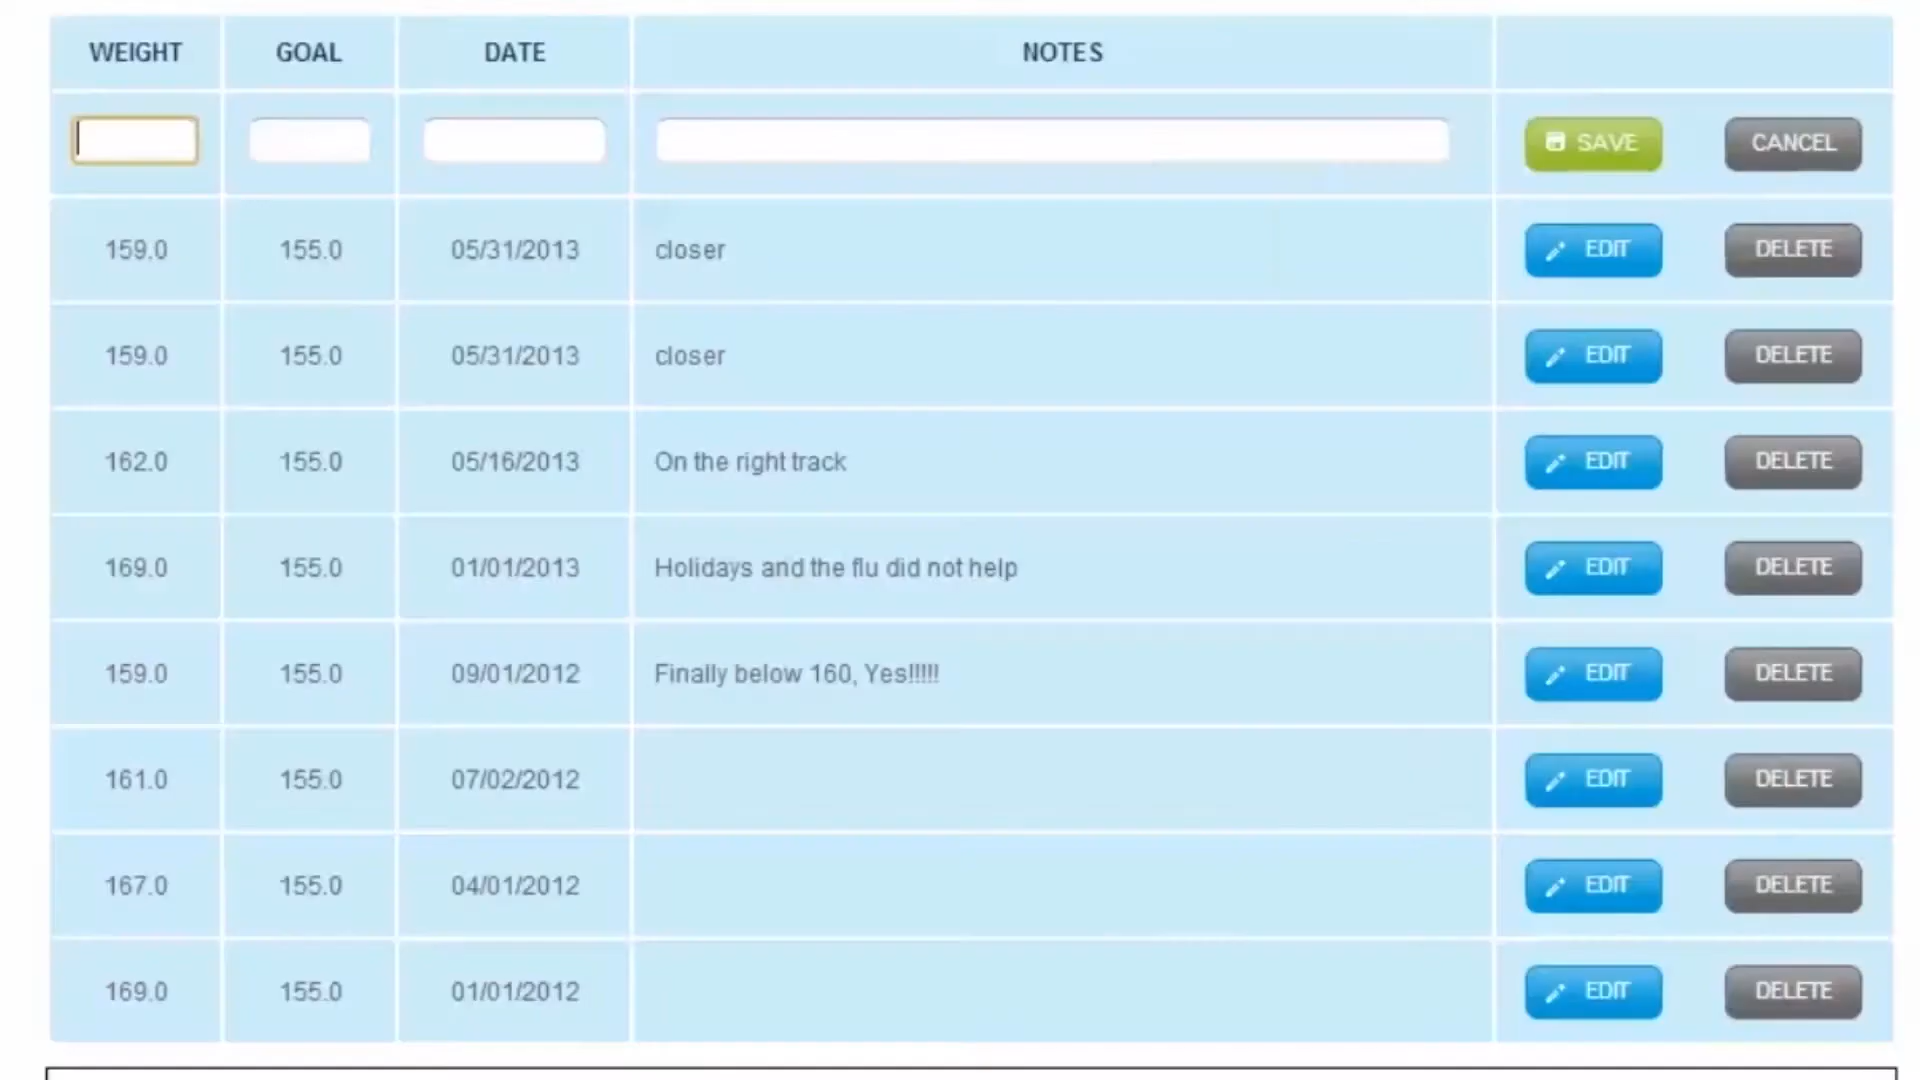 WEIGHT GOAL DATE NOTES
SAVE CANCEL
159.0 155.0 05/31/2013 closer EDIT DELETE
159.0 155.0 05/31/2013 closer EDIT DELETE
162.0 155.0 05/16/2013 On the right track EDIT DELETE
169.0 155.0 01/01/2013 Holidays and the flu did not help EDIT DELETE
159.0 155.0 09/01/2012 Finally below 160, Yes!!!!! EDIT DELETE
161.0 155.0 07/02/2012 EDIT DELETE
167.0 155.0 04/01/2012 EDIT DELETE
169.0 155.0 01/01/2012 EDIT DELETE